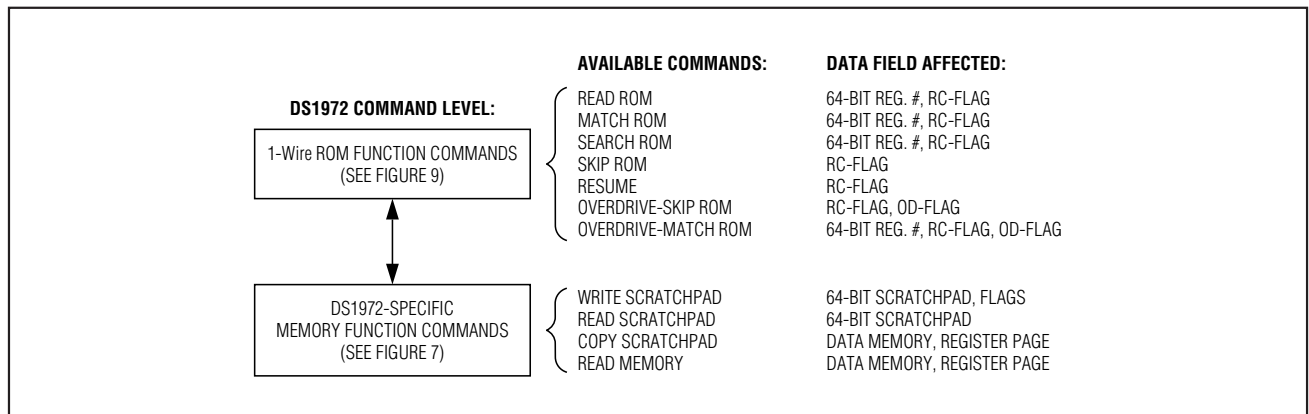 AVAILABLE COMMANDS: DATA FIELD AFFECTED:
DS1972 COMMAND LEVEL:
1-Wire ROM FUNCTION COMMANDS
(SEE FIGURE 9)
READ ROM 64-BIT REG. #, RC-FLAG
MATCH ROM 64-BIT REG. #, RC-FLAG
SEARCH ROM 64-BIT REG. #, RC-FLAG
SKIP ROM RC-FLAG
RESUME RC-FLAG
OVERDRIVE-SKIP ROM RC-FLAG, OD-FLAG
OVERDRIVE-MATCH ROM 64-BIT REG. #, RC-FLAG, OD-FLAG
DS1972-SPECIFIC
MEMORY FUNCTION COMMANDS
(SEE FIGURE 7)
WRITE SCRATCHPAD 64-BIT SCRATCHPAD, FLAGS
READ SCRATCHPAD 64-BIT SCRATCHPAD
COPY SCRATCHPAD DATA MEMORY, REGISTER PAGE
READ MEMORY DATA MEMORY, REGISTER PAGE